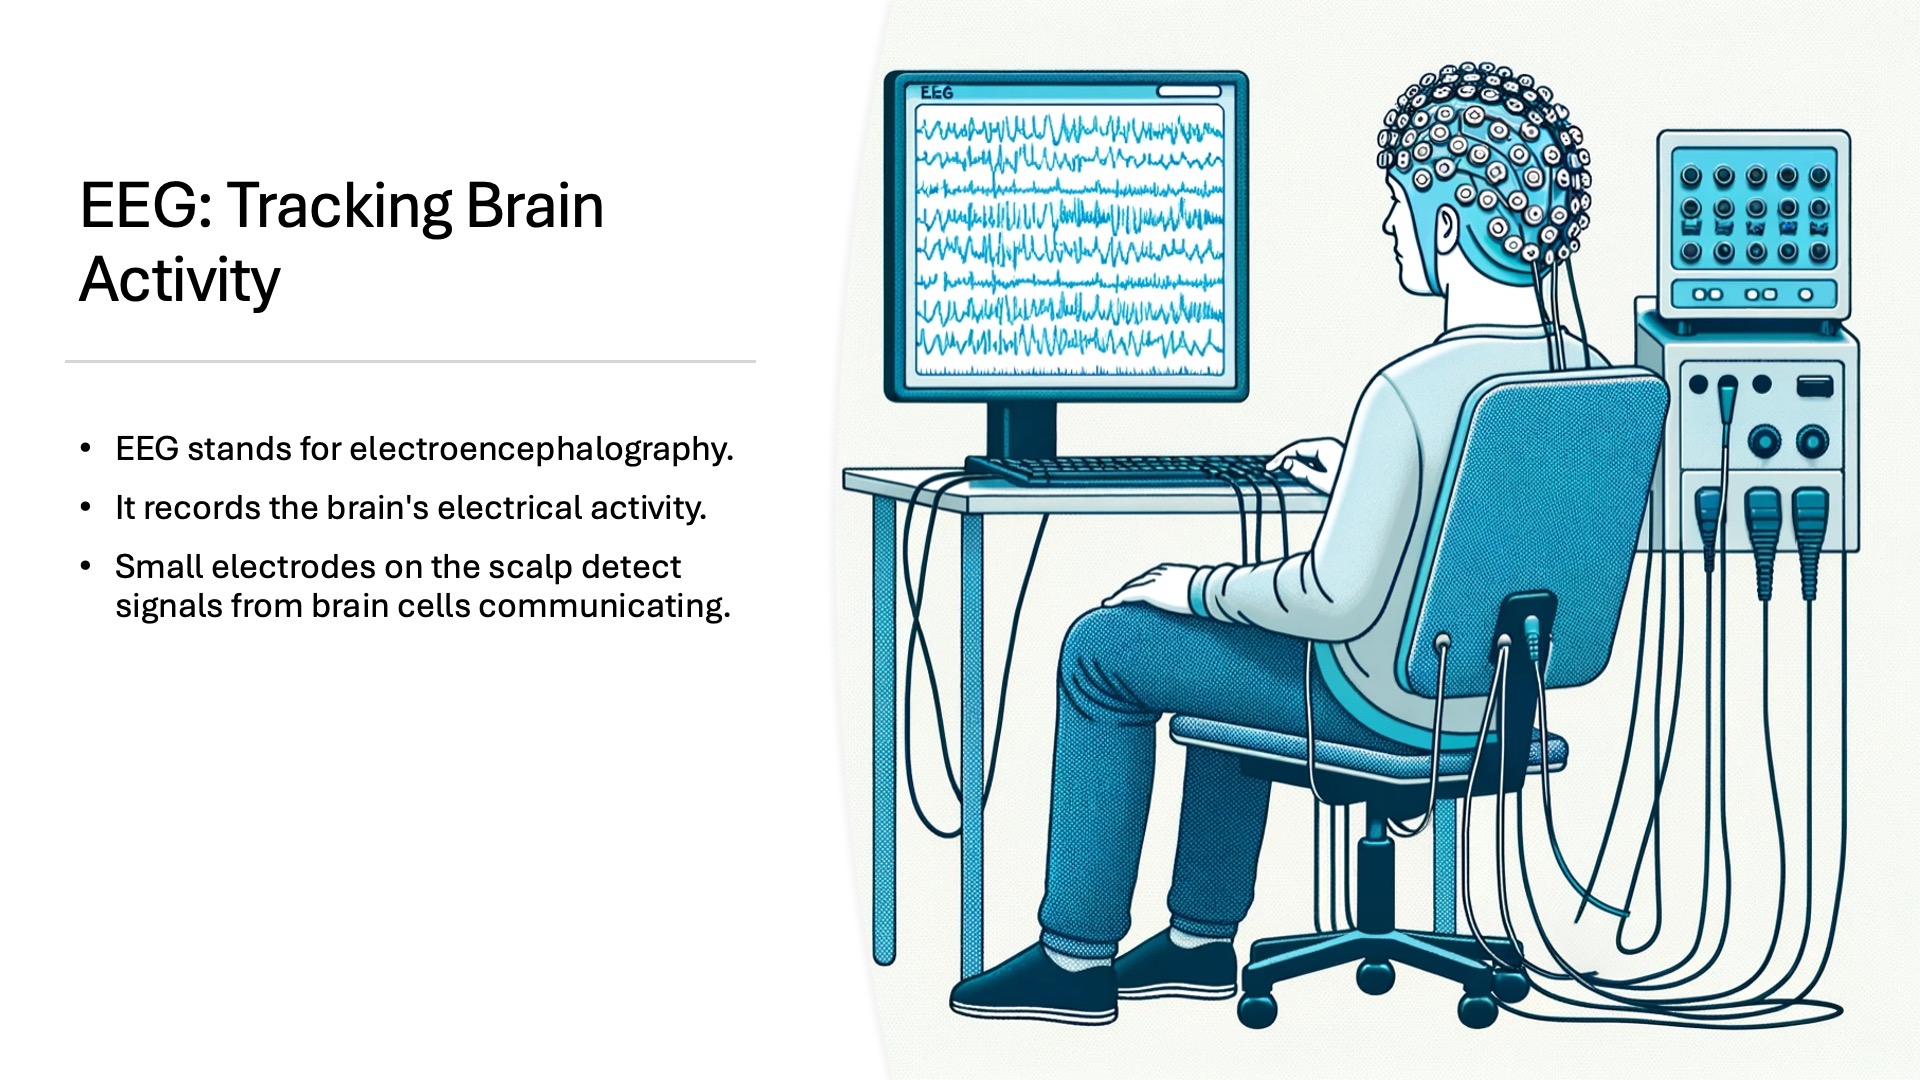 EEG: Tracking Brain
Activity
• EEG stands for electroencephalography.
• It records the brain's electrical activity.
• Small electrodes on the scalp detect
signals from brain cells communicating.
EEG